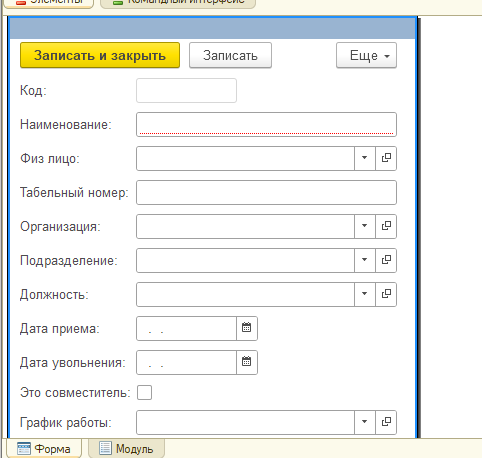 Элементы Командный интерфейс
Записать и закрыть Записать Еще
Код:
Наименование:
Физ лицо:
Табельный номер:
Организация:
Подразделение:
Должность:
Дата приема: . .
Дата увольнения: . .
Это совместитель:
График работы:
Форма Модуль